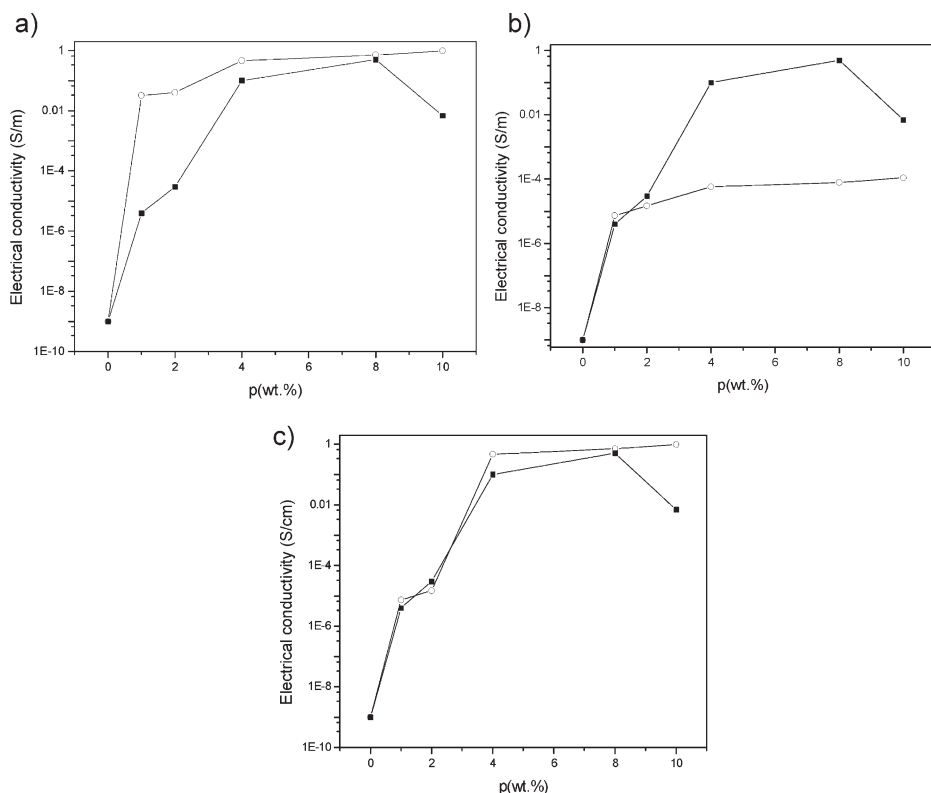 a)
1
0.01
1E-4
1E-6
1E-8
1E-10
Electrical conductivity (S/m)
0 2 4 6 8 10
p(wt.%)
b)
1
0.01
1E-4
1E-6
1E-8
Electrical conductivity (S/m)
0 2 4 6 8 10
p(wt.%)
c)
1
0.01
1E-4
1E-6
1E-8
1E-10
Electrical conductivity (S/cm)
0 2 4 6 8 10
p(wt.%)